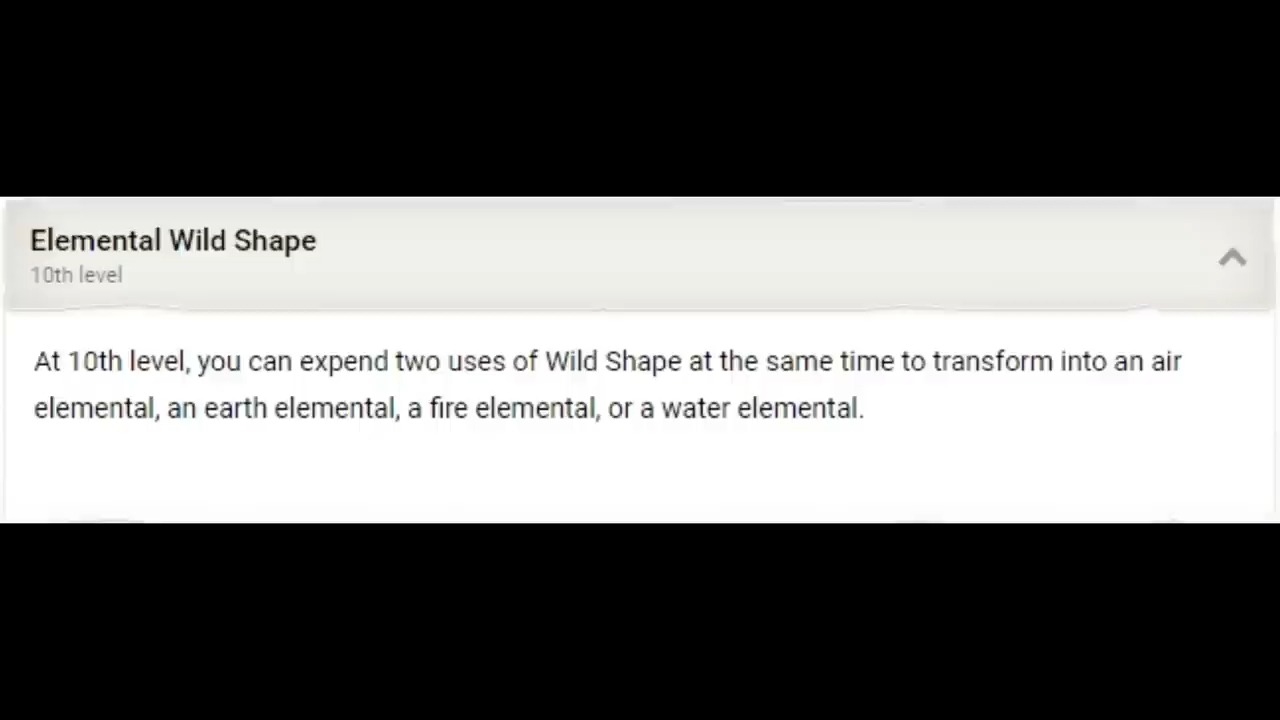 Elemental Wild Shape
10th level
At 10th level, you can expend two uses of Wild Shape at the same time to transform into an air
elemental, an earth elemental, a fire elemental, or a water elemental.